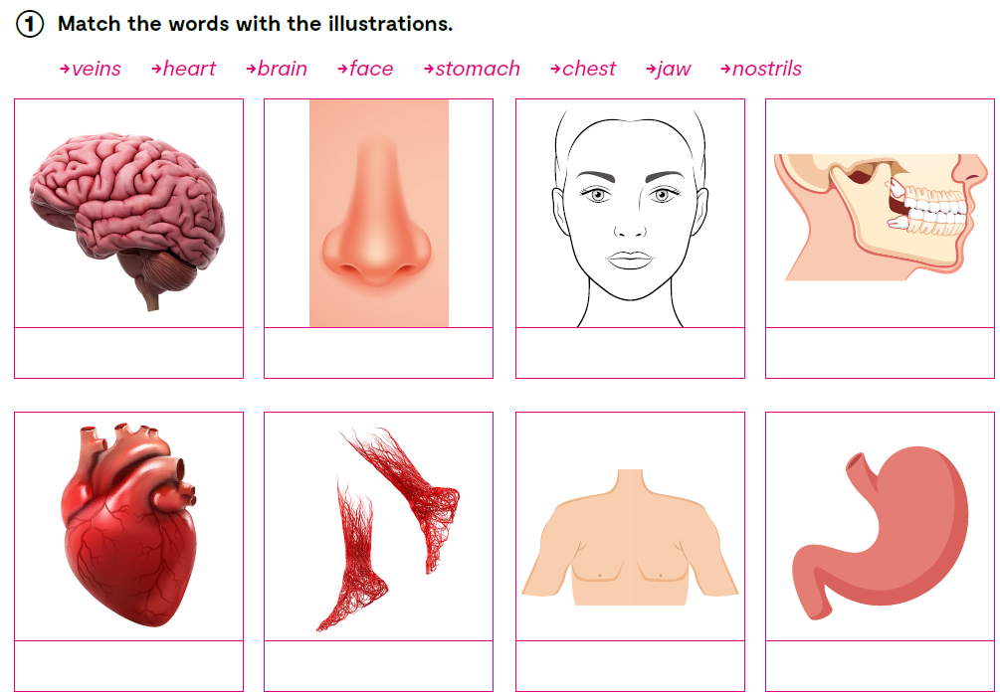 ① Match the words with the illustrations.
→veins →heart →brain →face →stomach →chest →jaw →nostrils